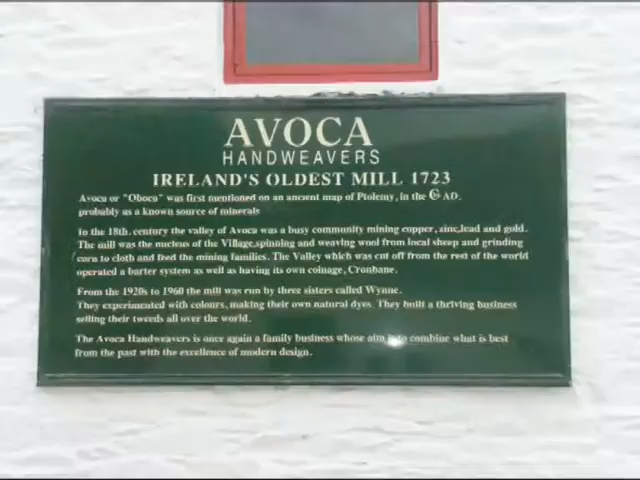 AVOCA
HANDWEAVERS
IRELAND'S OLDEST MILL 1723
Avoca or "Oboca" was first mentioned on an ancient map of Ptolemy, in the AD.
probably as a known source of minerals
In the 18th. century the valley of Avoca was a busy community mining copper, zinc,lead and gold.
The mill was the nucleus of the Village,spinning and weaving wool from local sheep and grinding
corn to cloth and feed the mining families. The Valley which was cut off from the rest of the world
operated a barter system as well as having its own coinage, Cronbane.
From the 1920s to 1960 the mill was run by three sisters called Wynne.
They experimented with colours, making their own natural dyes. They built a thriving business
selling their tweeds all over the world.
The Avoca Handweavers is once again a family business whose aim is to combine what is best
from the past with the excellence of modern design.